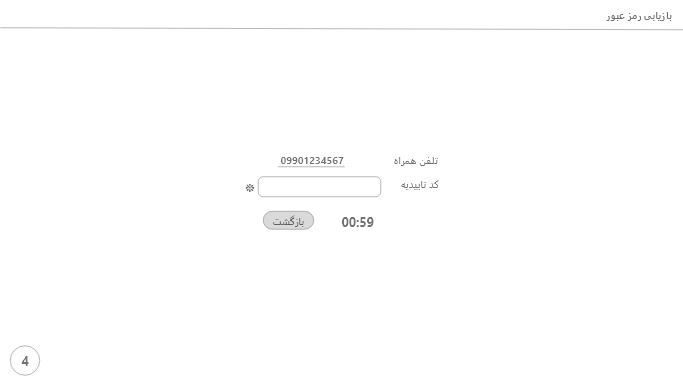 بازیابی رمز عبور
تلفن همراه 09901234567
کد تاییدیه *
00:59 بازگشت
4